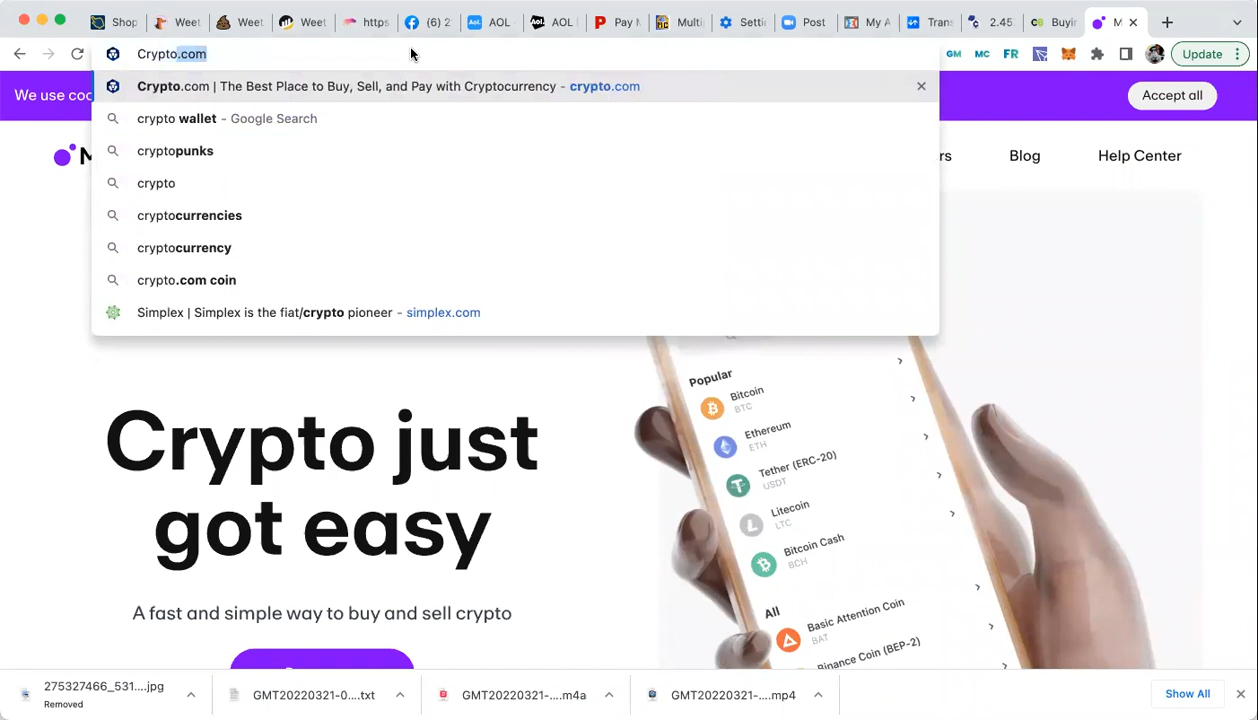 Shop
Weet
Weet
Weet
https
(6) 2
AOL
AOL
Pay M
Multi
Setti
Post
My A
Trans
2.45
Buyin
M
Crypto.com
GM
MC
FR
Update
We use coo
Crypto.com | The Best Place to Buy, Sell, and Pay with Cryptocurrency - crypto.com
Accept all
crypto wallet - Google Search
cryptopunks
M
rs
Blog
Help Center
crypto
cryptocurrencies
cryptocurrency
crypto.com coin
Simplex | Simplex is the fiat/crypto pioneer - simplex.com
Popular
Bitcoin
BTC
Ethereum
ETH
Tether (ERC-20)
USDT
Litecoin
LTC
Bitcoin Cash
BCH
All
Basic Attention Coin
BAT
Binance Coin (BEP-2)
Crypto just
got easy
A fast and simple way to buy and sell crypto
275327466_531....jpg
Removed
GMT20220321-0....txt
GMT20220321-....m4a
GMT20220321-....mp4
Show All